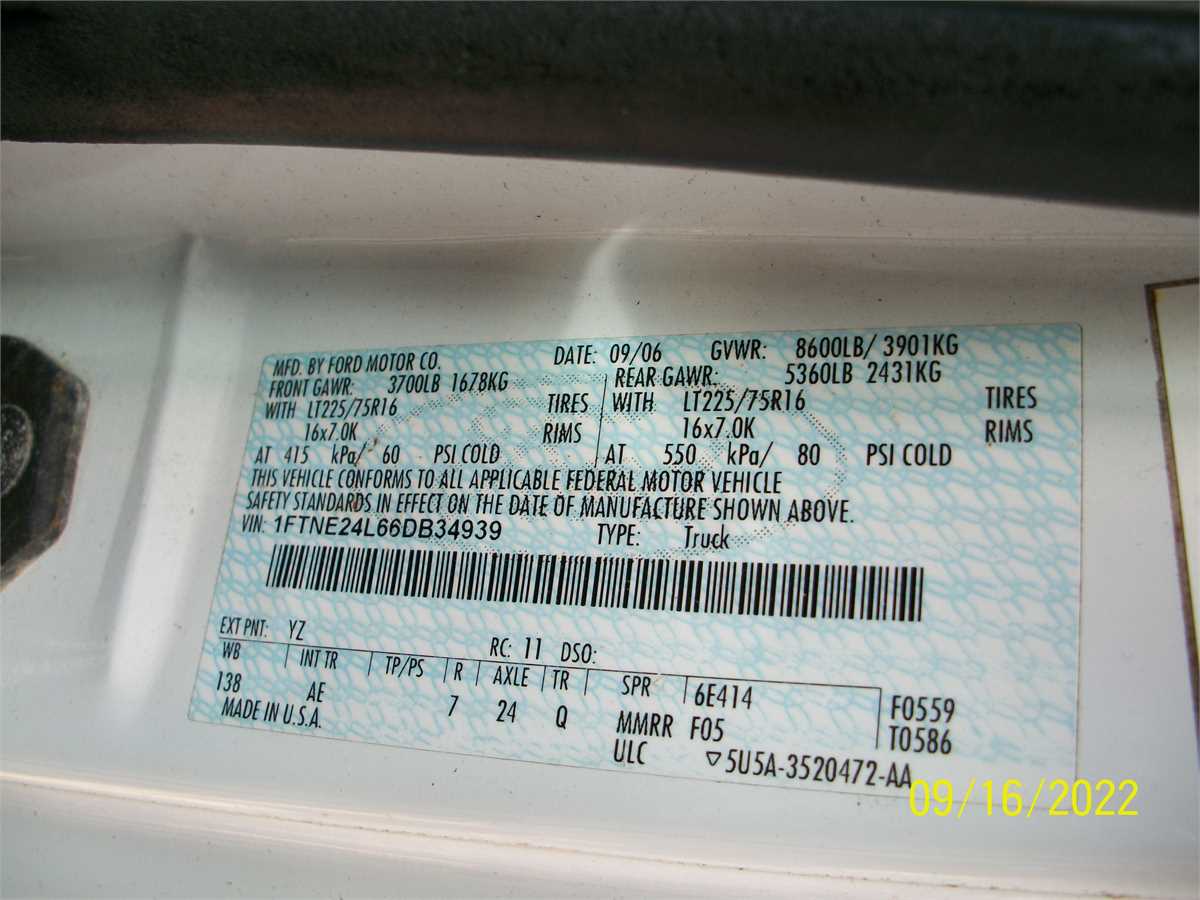 MFD. BY FORD MOTOR CO. DATE: 09/06 GVWR: 8600LB/ 3901KG
FRONT GAWR: 3700LB 1678KG REAR GAWR: 5360LB 2431KG
WITH LT225/75R16 TIRES WITH LT225/75R16 TIRES
16x7.0K RIMS 16x7.0K RIMS
AT 415 kPa/ 60 PSI COLD AT 550 kPa/ 80 PSI COLD
THIS VEHICLE CONFORMS TO ALL APPLICABLE FEDERAL MOTOR VEHICLE
SAFETY STANDARDS IN EFFECT ON THE DATE OF MANUFACTURE SHOWN ABOVE.
VIN: 1FTNE24L66DB34939 TYPE: Truck
EXT PNT: YZ RC: 11 DSO:
WB INT TR TP/PS R AXLE TR SPR 6E414 F0559
138 AE 7 24 Q MMRR F05 T0586
MADE IN U.S.A. ULC ▽5U5A-3520472-AA
09/16/2022